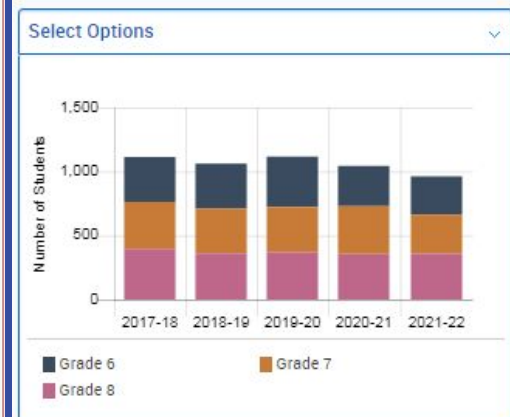 Select Options
1,500
1,000
500
0
Number of Students
2017-18 2018-19 2019-20 2020-21 2021-22
Grade 6 Grade 7
Grade 8